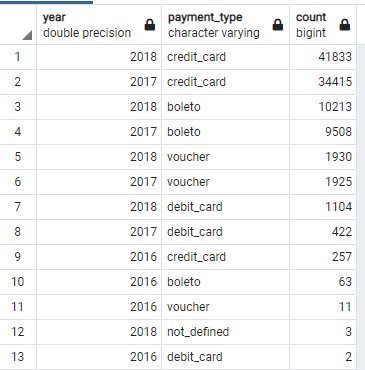 year payment_type count
double precision character varying bigint
1 2018 credit_card 41833
2 2017 credit_card 34415
3 2018 boleto 10213
4 2017 boleto 9508
5 2018 voucher 1930
6 2017 voucher 1925
7 2018 debit_card 1104
8 2017 debit_card 422
9 2016 credit_card 257
10 2016 boleto 63
11 2016 voucher 11
12 2018 not_defined 3
13 2016 debit_card 2